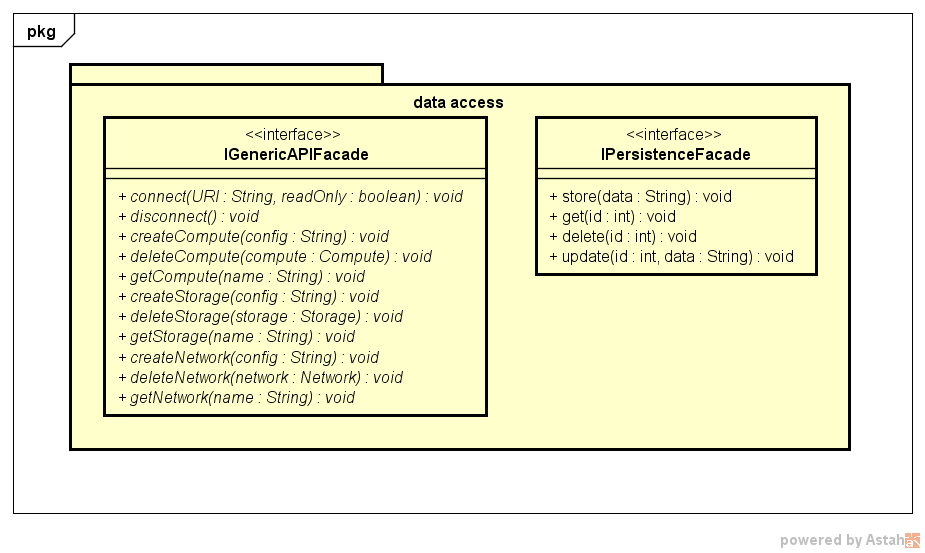 pkg
data access
<<interface>>
IGenericAPIFacade
+ connect(URI : String, readOnly : boolean) : void
+ disconnect() : void
+ createCompute(config : String) : void
+ deleteCompute(compute : Compute) : void
+ getCompute(name : String) : void
+ createStorage(config : String) : void
+ deleteStorage(storage : Storage) : void
+ getStorage(name : String) : void
+ createNetwork(config : String) : void
+ deleteNetwork(network : Network) : void
+ getNetwork(name : String) : void
<<interface>>
IPersistenceFacade
+ store(data : String) : void
+ get(id : int) : void
+ delete(id : int) : void
+ update(id : int, data : String) : void
powered by Astah